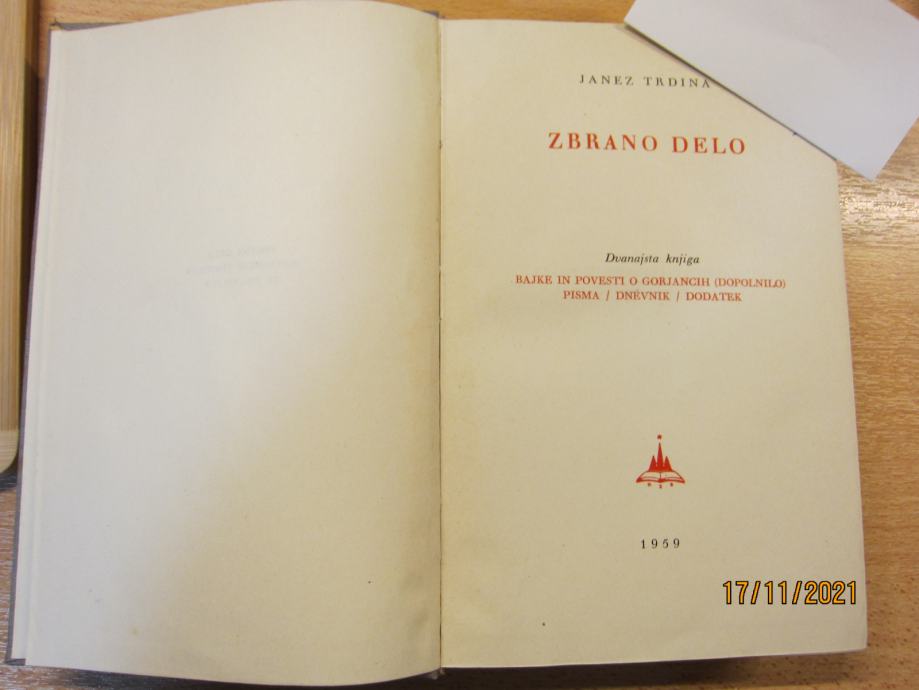 JANEZ TRDINA
ZBRANO DELO
Dvanajsta knjiga
BAJKE IN POVESTI O GORJANCIH (DOPOLNILO)
PISMA / DNEVNIK / DODATEK
1959
17/11/2021